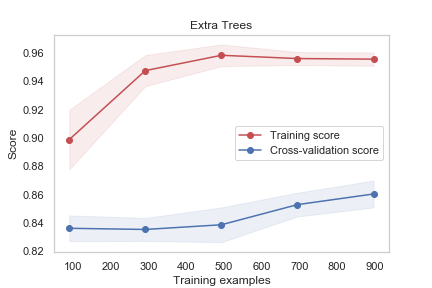 Extra Trees
0.96
0.94
0.92
0.90
0.88
0.86
0.84
0.82
Score
Training score
Cross-validation score
100 200 300 400 500 600 700 800 900
Training examples